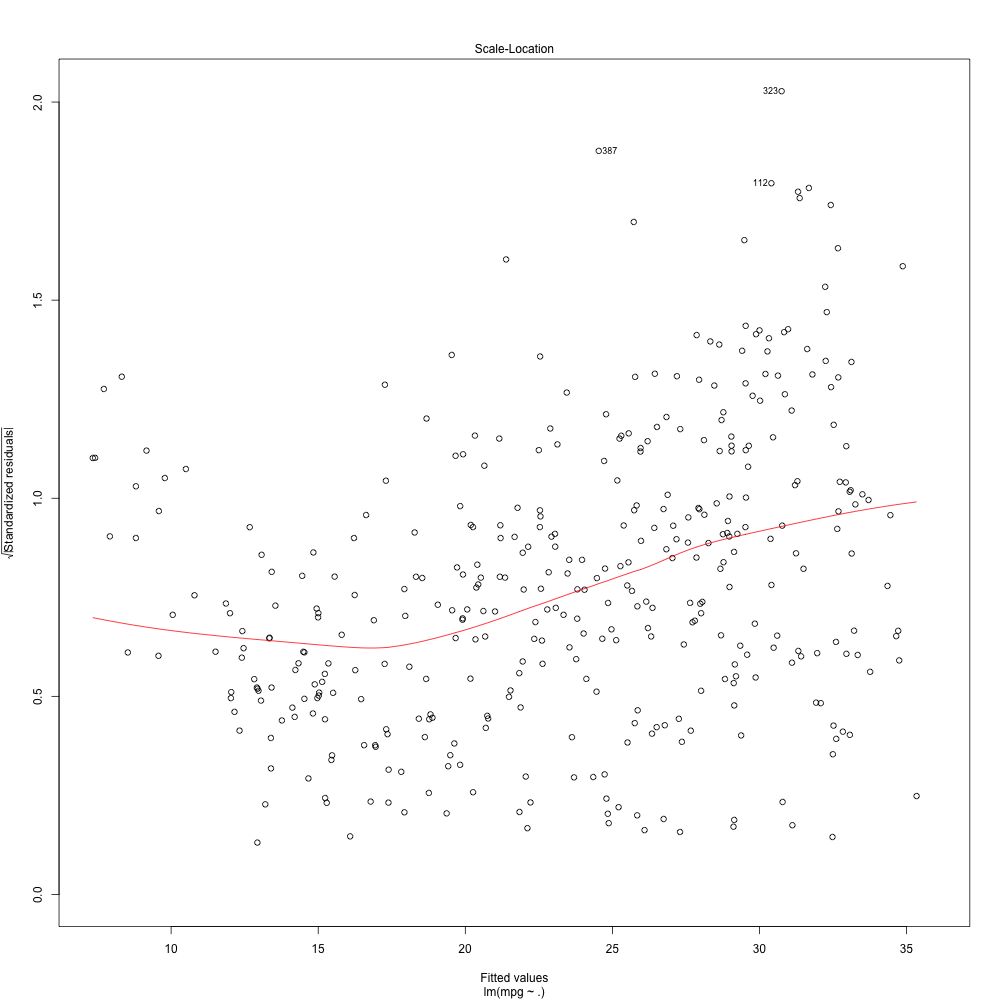 Scale-Location
323
387
112
2.0
1.5
1.0
0.5
0.0
√|Standardized residuals|
10 15 20 25 30 35
Fitted values
lm(mpg ~ .)